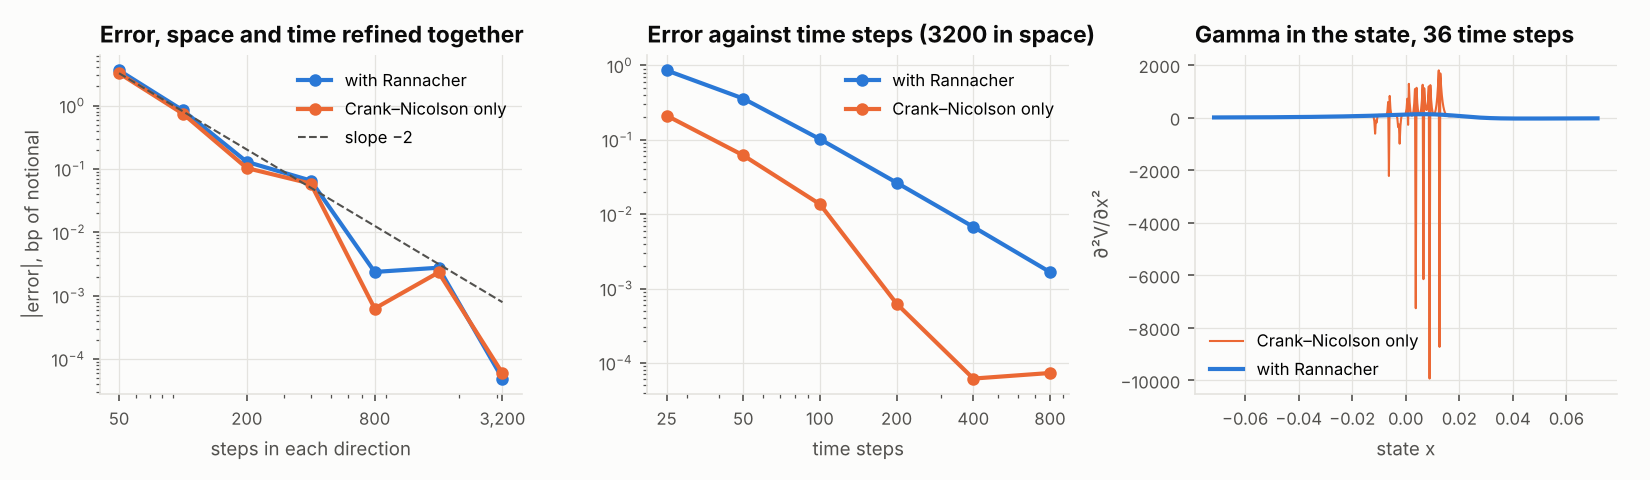 Error, space and time refined together
with Rannacher
Crank–Nicolson only
slope −2
|error|, bp of notional
10⁰
10⁻¹
10⁻²
10⁻³
10⁻⁴
50
200
800
3,200
steps in each direction
Error against time steps (3200 in space)
with Rannacher
Crank–Nicolson only
10⁰
10⁻¹
10⁻²
10⁻³
10⁻⁴
25
50
100
200
400
800
time steps
Gamma in the state, 36 time steps
∂²V/∂x²
2000
0
−2000
−4000
−6000
−8000
−10000
Crank–Nicolson only
with Rannacher
−0.06
−0.04
−0.02
0.00
0.02
0.04
0.06
state x